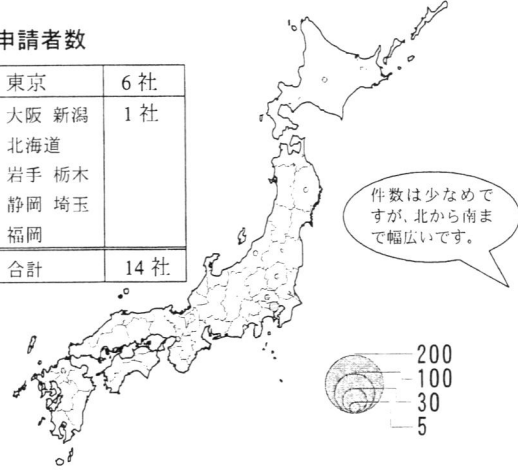 申請者数
東京 6社
大阪 新潟 1社
北海道
岩手 栃木
静岡 埼玉
福岡
合計 14社
件数は少なめで
すが、北から南ま
で幅広いです。
200
100
30
5